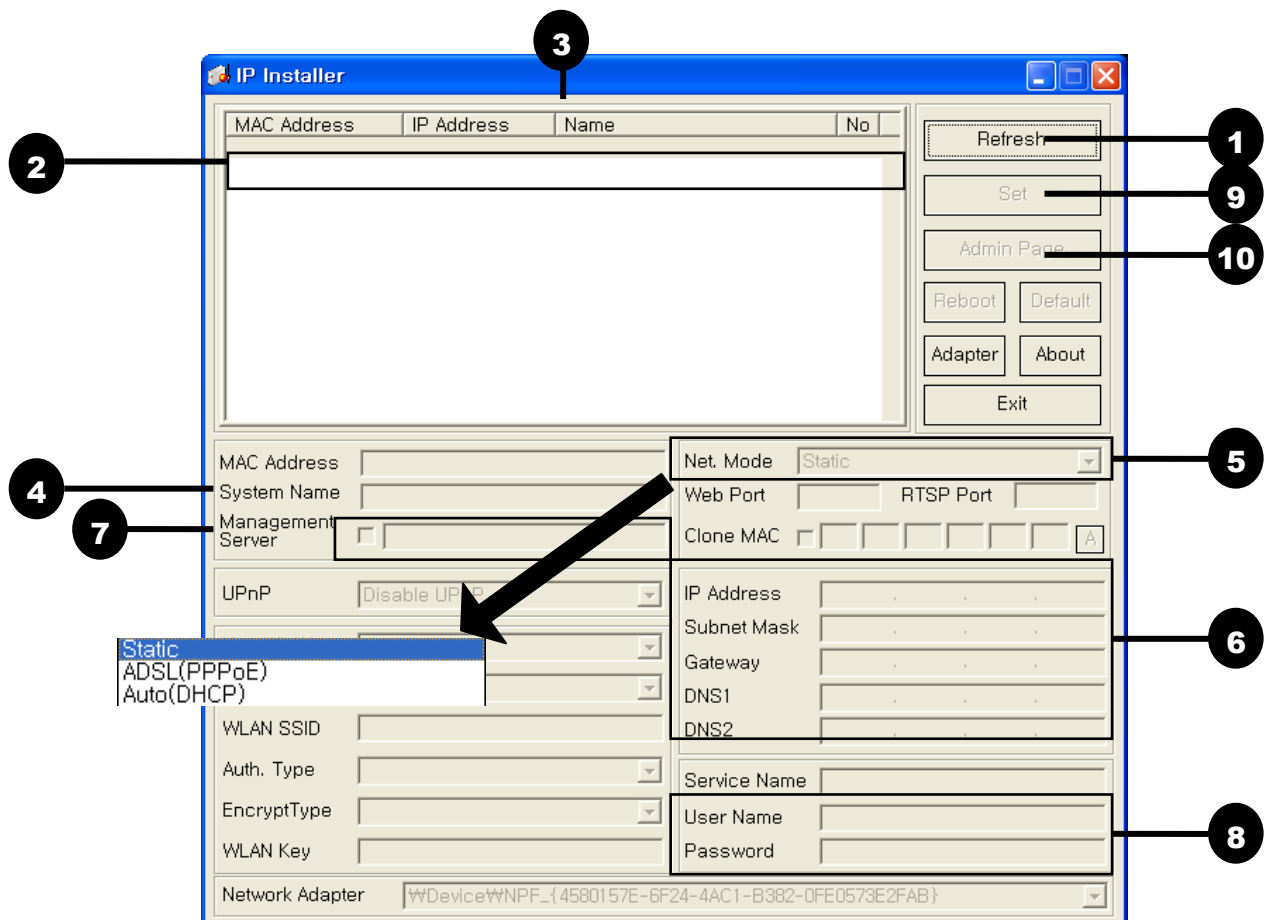 3
IP Installer
MAC Address IP Address Name No
Refresh
1
2
Set
9
Admin Page
10
Reboot Default
Adapter About
Exit
MAC Address
Net. Mode Static
5
4
System Name
Web Port RTSP Port
7
Management
Server
Clone MAC A
UPnP Disable UPnP
IP Address
Subnet Mask
6
Static
ADSL(PPPoE)
Auto(DHCP)
Gateway
DNS1
WLAN SSID
DNS2
Auth. Type
Service Name
EncryptType
User Name
8
WLAN Key
Password
Network Adapter ₩Device₩NPF_{4580157E-6F24-4AC1-B382-0FE0573E2FAB}